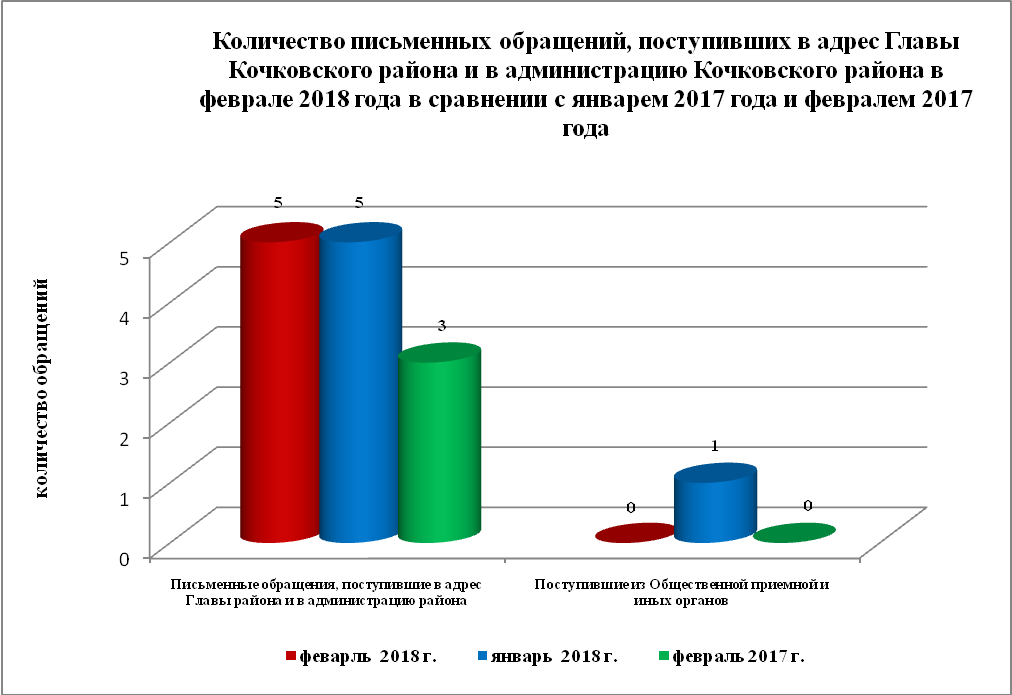 Количество письменных обращений, поступивших в адрес Главы
Кочковского района и в администрацию Кочковского района в
феврале 2018 года в сравнении с январем 2017 года и февралем 2017
года
количество обращений
5
4
3
2
1
0
5
5
3
0
1
0
Письменные обращения, поступившие в адрес
Главы района и в администрацию района
Поступившие из Общественной приемной и
иных органов
феварль 2018 г.
январь 2018 г.
февраль 2017 г.